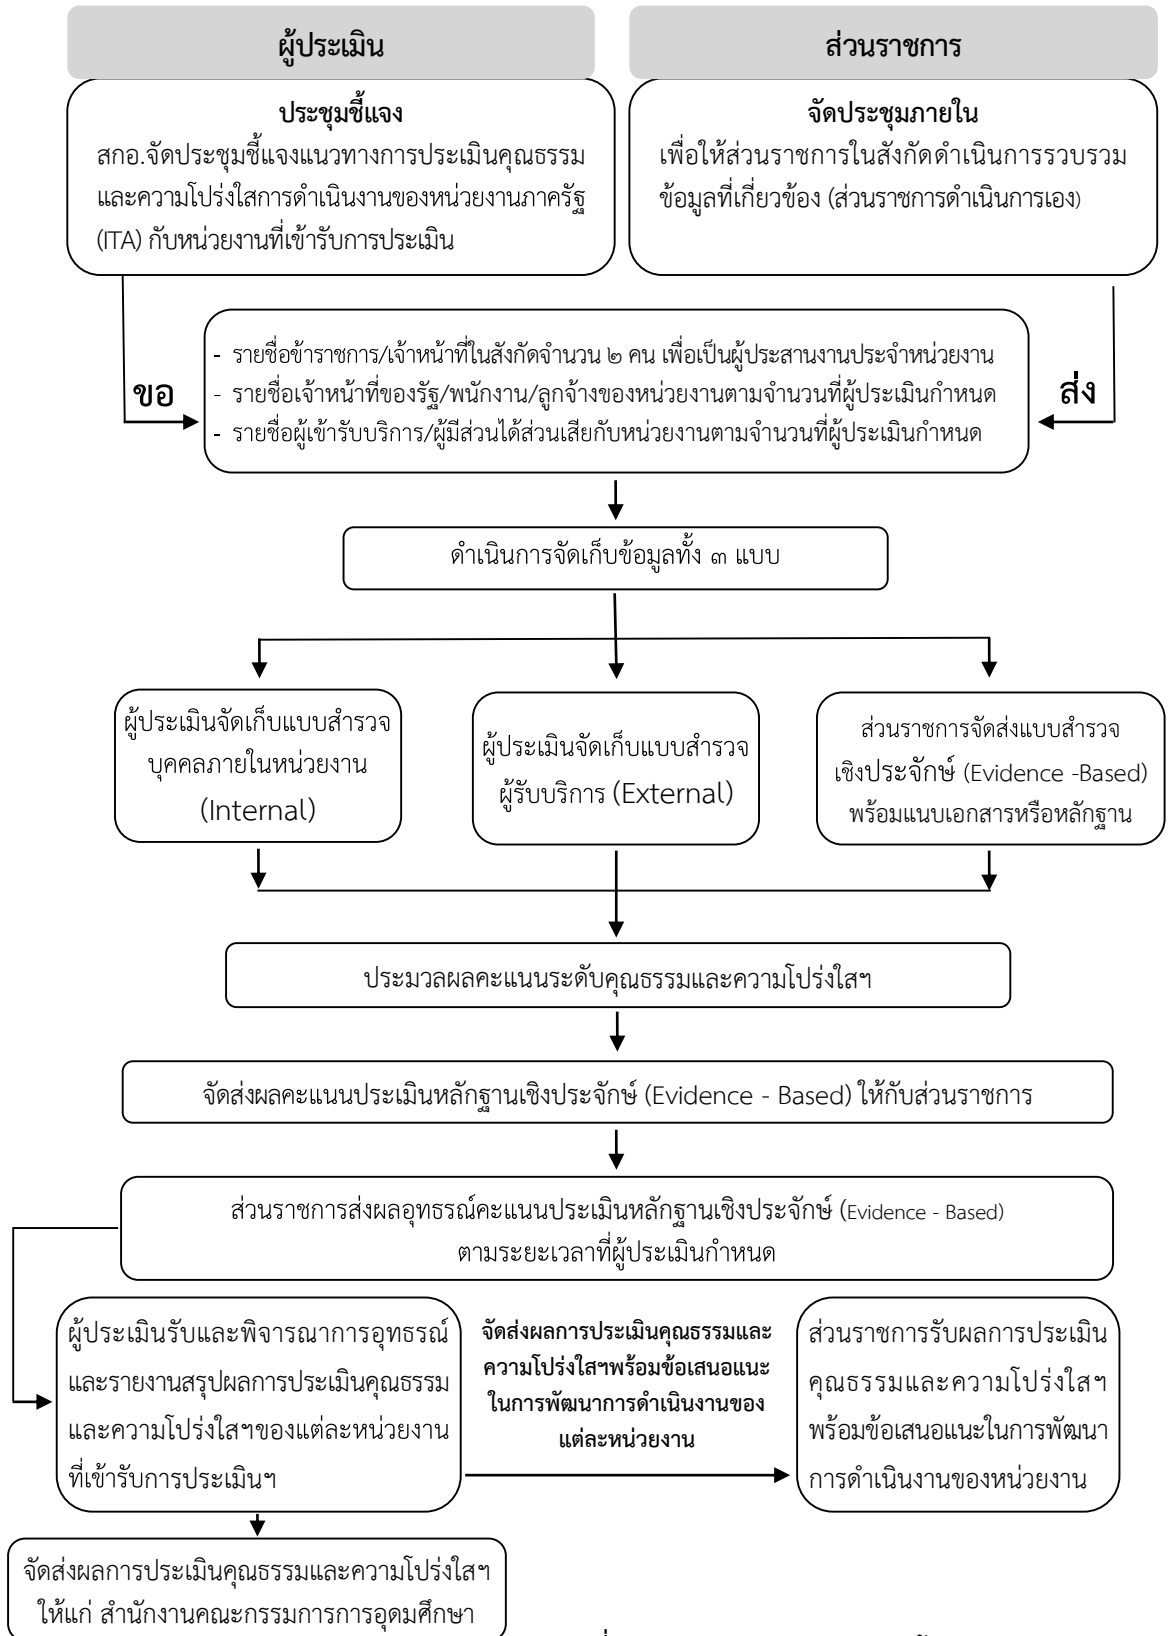 ผู้ประเมิน
ส่วนราชการ
ประชุมชี้แจง
สกอ.จัดประชุมชี้แจงแนวทางการประเมินคุณธรรม
และความโปร่งใสการดำเนินงานของหน่วยงานภาครัฐ
(ITA) กับหน่วยงานที่เข้ารับการประเมิน
จัดประชุมภายใน
เพื่อให้ส่วนราชการในสังกัดดำเนินการรวบรวม
ข้อมูลที่เกี่ยวข้อง (ส่วนราชการดำเนินการเอง)
ขอ
- รายชื่อข้าราชการ/เจ้าหน้าที่ในสังกัดจำนวน ๒ คน เพื่อเป็นผู้ประสานงานประจำหน่วยงาน
- รายชื่อเจ้าหน้าที่ของรัฐ/พนักงาน/ลูกจ้างของหน่วยงานตามจำนวนที่ผู้ประเมินกำหนด
- รายชื่อผู้เข้ารับบริการ/ผู้มีส่วนได้ส่วนเสียกับหน่วยงานตามจำนวนที่ผู้ประเมินกำหนด
ส่ง
ดำเนินการจัดเก็บข้อมูลทั้ง ๓ แบบ
ผู้ประเมินจัดเก็บแบบสำรวจ
บุคคลภายในหน่วยงาน
(Internal)
ผู้ประเมินจัดเก็บแบบสำรวจ
ผู้รับบริการ (External)
ส่วนราชการจัดส่งแบบสำรวจ
เชิงประจักษ์ (Evidence -Based)
พร้อมแนบเอกสารหรือหลักฐาน
ประมวลผลคะแนนระดับคุณธรรมและความโปร่งใสฯ
จัดส่งผลคะแนนประเมินหลักฐานเชิงประจักษ์ (Evidence - Based) ให้กับส่วนราชการ
ส่วนราชการส่งผลอุทธรณ์คะแนนประเมินหลักฐานเชิงประจักษ์ (Evidence - Based)
ตามระยะเวลาที่ผู้ประเมินกำหนด
ผู้ประเมินรับและพิจารณาการอุทธรณ์
และรายงานสรุปผลการประเมินคุณธรรม
และความโปร่งใสฯของแต่ละหน่วยงาน
ที่เข้ารับการประเมินฯ
จัดส่งผลการประเมินคุณธรรมและ
ความโปร่งใสฯพร้อมข้อเสนอแนะ
ในการพัฒนาการดำเนินงานของ
แต่ละหน่วยงาน
ส่วนราชการรับผลการประเมิน
คุณธรรมและความโปร่งใสฯ
พร้อมข้อเสนอแนะในการพัฒนา
การดำเนินงานของหน่วยงาน
จัดส่งผลการประเมินคุณธรรมและความโปร่งใสฯ
ให้แก่ สำนักงานคณะกรรมการการอุดมศึกษา